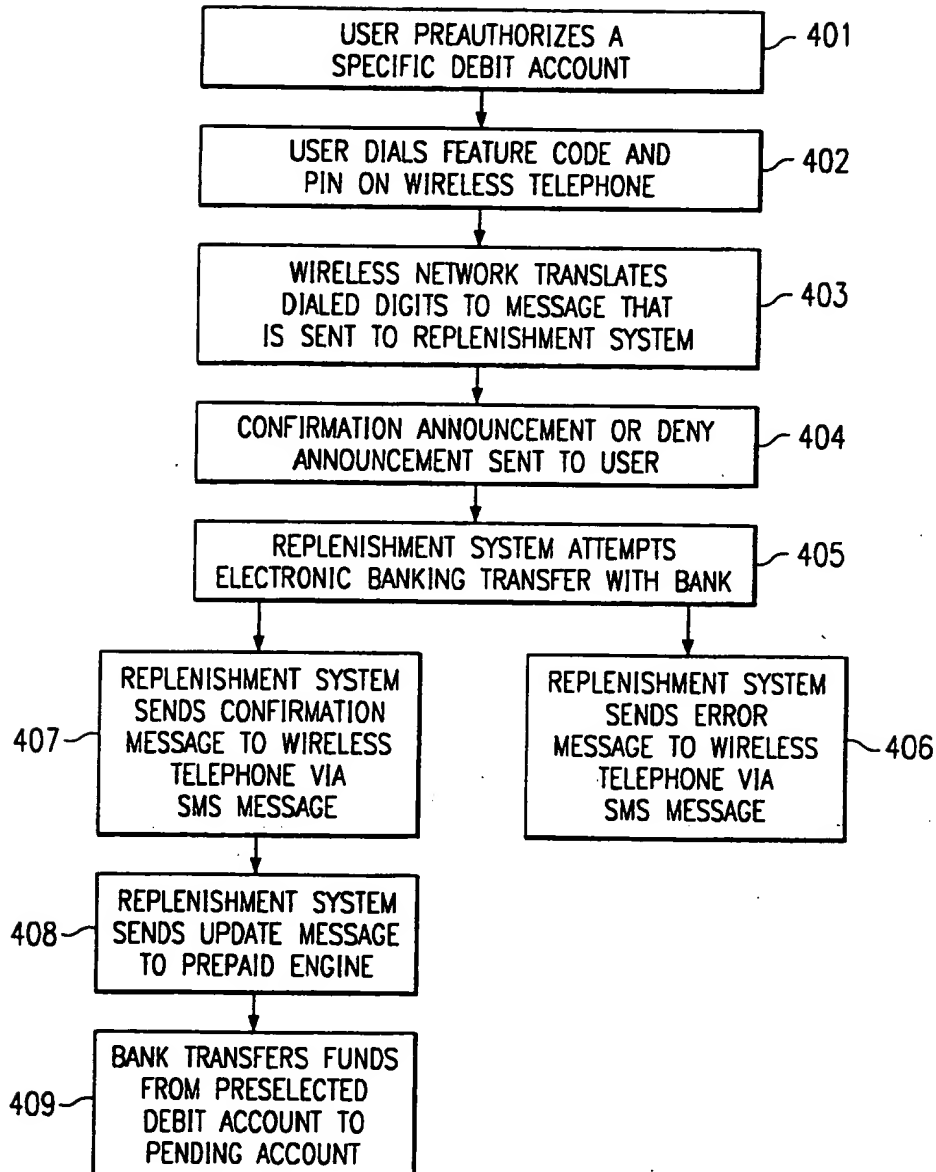 USER PREAUTHORIZES A
SPECIFIC DEBIT ACCOUNT
401
USER DIALS FEATURE CODE AND
PIN ON WIRELESS TELEPHONE
402
WIRELESS NETWORK TRANSLATES
DIALED DIGITS TO MESSAGE THAT
IS SENT TO REPLENISHMENT SYSTEM
403
CONFIRMATION ANNOUNCEMENT OR DENY
ANNOUNCEMENT SENT TO USER
404
REPLENISHMENT SYSTEM ATTEMPTS
ELECTRONIC BANKING TRANSFER WITH BANK
405
407
REPLENISHMENT SYSTEM
SENDS CONFIRMATION
MESSAGE TO WIRELESS
TELEPHONE VIA
SMS MESSAGE
REPLENISHMENT SYSTEM
SENDS ERROR
MESSAGE TO WIRELESS
TELEPHONE VIA
SMS MESSAGE
406
408
REPLENISHMENT SYSTEM
SENDS UPDATE MESSAGE
TO PREPAID ENGINE
409
BANK TRANSFERS FUNDS
FROM PRESELECTED
DEBIT ACCOUNT TO
PENDING ACCOUNT